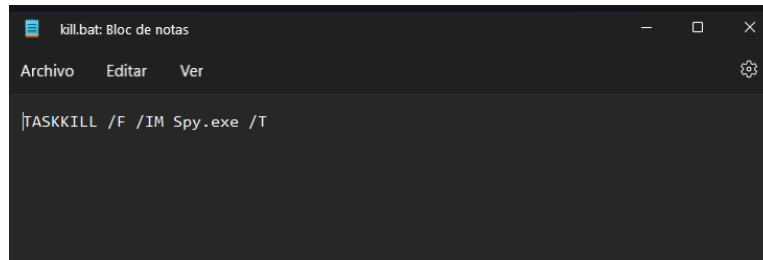 kill.bat: Bloc de notas
Archivo Editar Ver
TASKKILL /F /IM Spy.exe /T